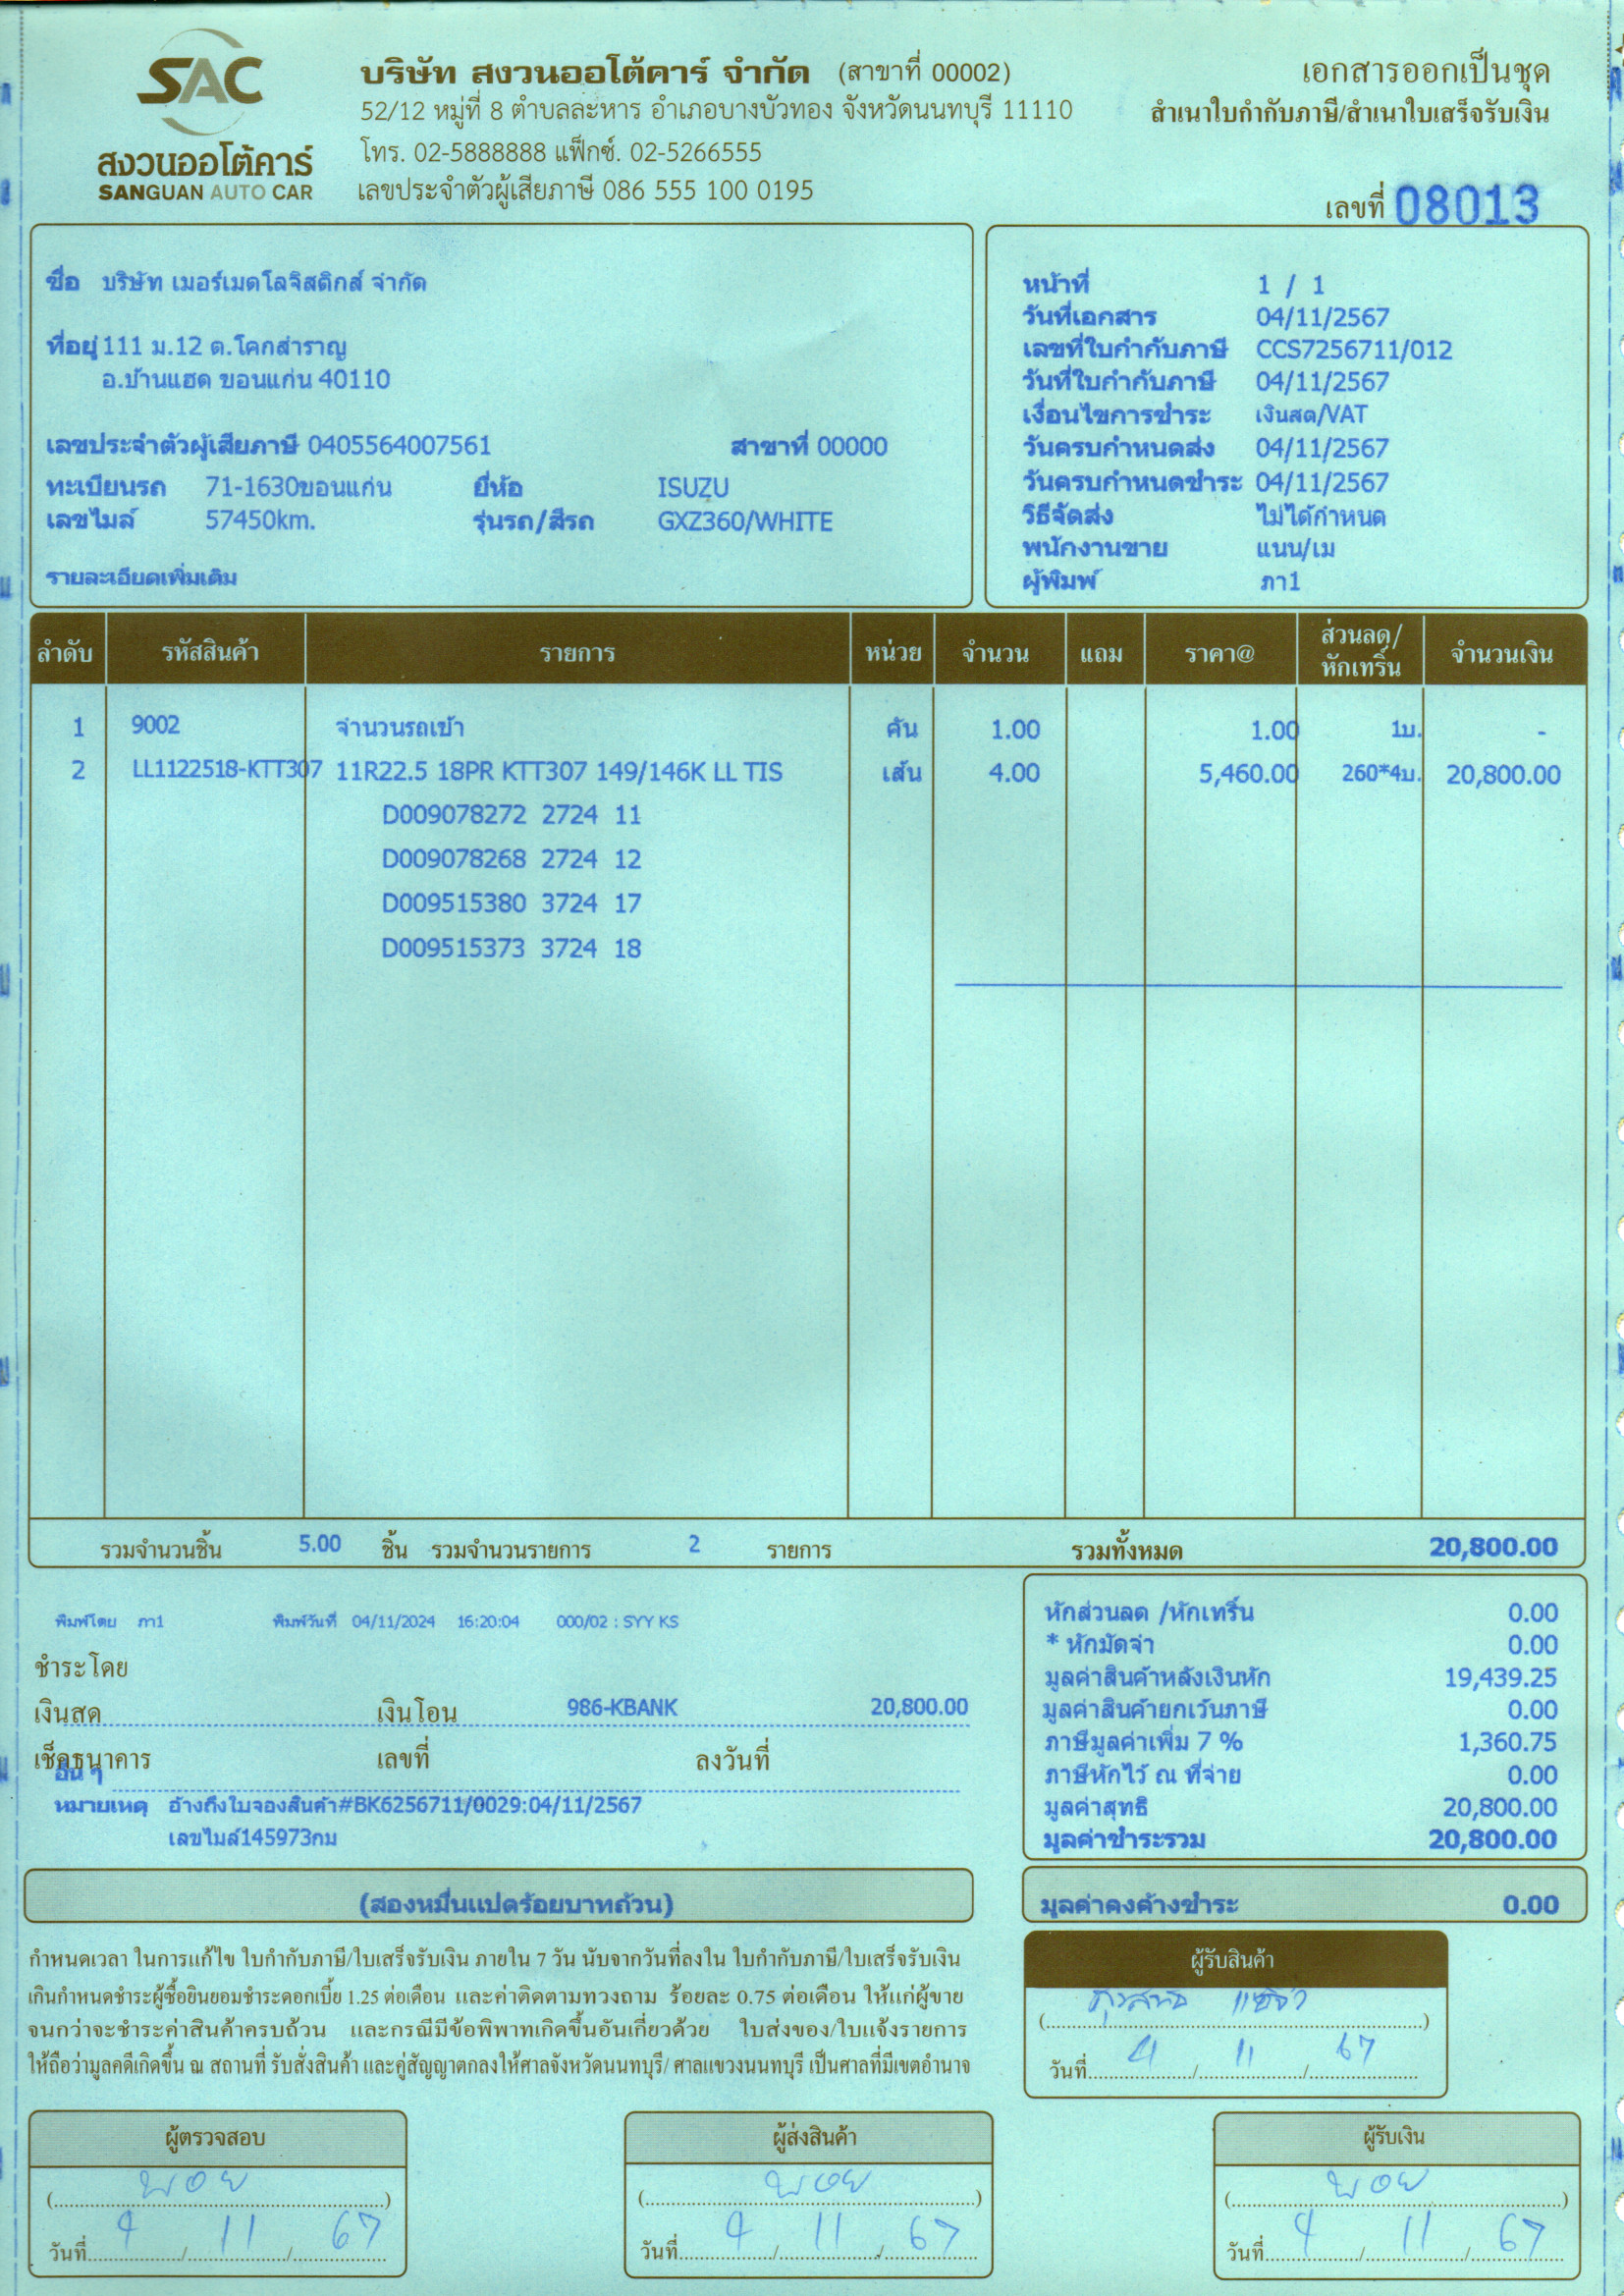 SAC
สงวนออโต้คาร์
SANGUAN AUTO CAR
บริษัท สงวนออโต้คาร์ จำกัด (สาขาที่ 00002)
52/12 หมู่ที่ 8 ตำบลละหาร อำเภอบางบัวทอง จังหวัดนนทบุรี 11110
โทร. 02-5888888 แฟ็กซ์. 02-5266555
เลขประจำตัวผู้เสียภาษี 086 555 100 0195
เอกสารออกเป็นชุด
สำเนาใบกำกับภาษี/สำเนาใบเสร็จรับเงิน
เลขที่ 08013
ชื่อ บริษัท เมอร์เมดโลจิสติกส์ จำกัด
ที่อยู่ 111 ม.12 ต.โคกสำราญ
อ.บ้านแฮด ขอนแก่น 40110
เลขประจำตัวผู้เสียภาษี 0405564007561 สาขาที่ 00000
ทะเบียนรถ 71-1630ขอนแก่น ยี่ห้อ ISUZU
เลขไมล์ 57450km. รุ่นรถ/สีรถ GXZ360/WHITE
รายละเอียดเพิ่มเติม
หน้าที่ 1 / 1
วันที่เอกสาร 04/11/2567
เลขที่ใบกำกับภาษี CCS7256711/012
วันที่ใบกำกับภาษี 04/11/2567
เงื่อนไขการชำระ เงินสด/VAT
วันครบกำหนดส่ง 04/11/2567
วันครบกำหนดชำระ 04/11/2567
วิธีจัดส่ง ไม่ได้กำหนด
พนักงานขาย แนน/เม
ผู้พิมพ์ ภา1
ลำดับ รหัสสินค้า รายการ หน่วย จำนวน แถม ราคา@ ส่วนลด/หักเทริ์น จำนวนเงิน
1 9002 จำนวนรถเข้า คัน 1.00 1.00 1บ. -
2 LL1122518-KTT307 11R22.5 18PR KTT307 149/146K LL TIS เส้น 4.00 5,460.00 260*4บ. 20,800.00
D009078272 2724 11
D009078268 2724 12
D009515380 3724 17
D009515373 3724 18
รวมจำนวนชิ้น 5.00 ชิ้น รวมจำนวนรายการ 2 รายการ รวมทั้งหมด 20,800.00
พิมพ์โดย ภา1 พิมพ์วันที่ 04/11/2024 16:20:04 000/02 : SYY KS
ชำระโดย
เงินสด เงินโอน 986-KBANK 20,800.00
เช็คธนาคาร เลขที่ ลงวันที่
อื่น ๆ
หมายเหตุ อ้างถึงใบจองสินค้า#BK6256711/0029:04/11/2567
เลขไมล์145973กม
หักส่วนลด /หักเทริ์น 0.00
* หักมัดจำ 0.00
มูลค่าสินค้าหลังเงินหัก 19,439.25
มูลค่าสินค้ายกเว้นภาษี 0.00
ภาษีมูลค่าเพิ่ม 7 % 1,360.75
ภาษีหักไว้ ณ ที่จ่าย 0.00
มูลค่าสุทธิ 20,800.00
มูลค่าชำระรวม 20,800.00
(สองหมื่นแปดร้อยบาทถ้วน)
มูลค่าคงค้างชำระ 0.00
กำหนดเวลา ในการแก้ไข ใบกำกับภาษี/ใบเสร็จรับเงิน ภายใน 7 วัน นับจากวันที่ลงใน ใบกำกับภาษี/ใบเสร็จรับเงิน
เกินกำหนดชำระผู้ซื้อยินยอมชำระดอกเบี้ย 1.25 ต่อเดือน และค่าติดตามทวงถาม ร้อยละ 0.75 ต่อเดือน ให้แก่ผู้ขาย
จนกว่าจะชำระค่าสินค้าครบถ้วน และกรณีมีข้อพิพาทเกิดขึ้นอันเกี่ยวด้วย ใบส่งของ/ใบแจ้งรายการ
ให้ถือว่ามูลคดีเกิดขึ้น ณ สถานที่ รับสั่งสินค้า และคู่สัญญาตกลงให้ศาลจังหวัดนนทบุรี/ ศาลแขวงนนทบุรี เป็นศาลที่มีเขตอำนาจ
ผู้รับสินค้า
วันที่ 4 / 11 / 67
ผู้ตรวจสอบ ผู้ส่งสินค้า ผู้รับเงิน
(พลอย) (พลอย) (พลอย)
วันที่ 4 / 11 / 67 วันที่ 4 / 11 / 67 วันที่ 4 / 11 / 67